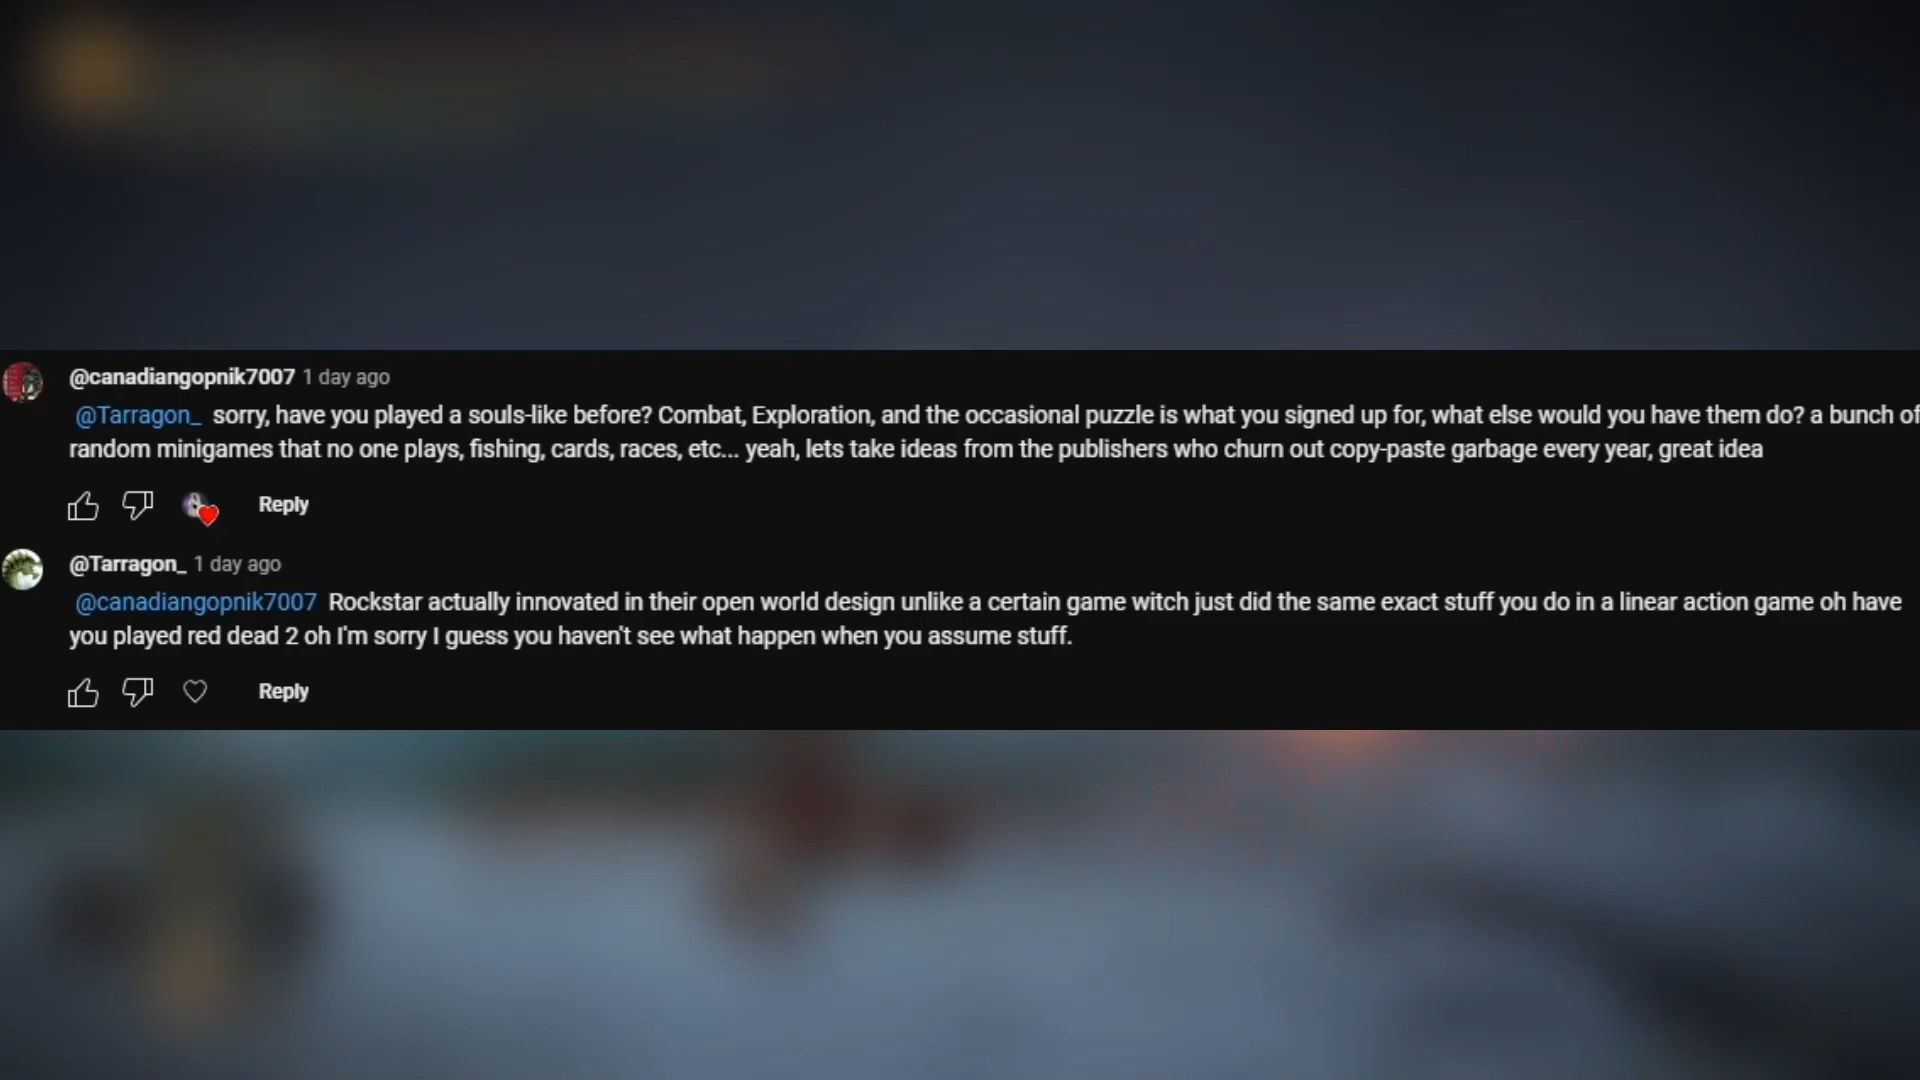 @canadiangopnik7007 1 day ago
@Tarragon_ sorry, have you played a souls-like before? Combat, Exploration, and the occasional puzzle is what you signed up for, what else would you have them do? a bunch of
random minigames that no one plays, fishing, cards, races, etc... yeah, lets take ideas from the publishers who churn out copy-paste garbage every year, great idea
Reply
@Tarragon_ 1 day ago
@canadiangopnik7007 Rockstar actually innovated in their open world design unlike a certain game witch just did the same exact stuff you do in a linear action game oh have
you played red dead 2 oh I'm sorry I guess you haven't see what happen when you assume stuff.
Reply